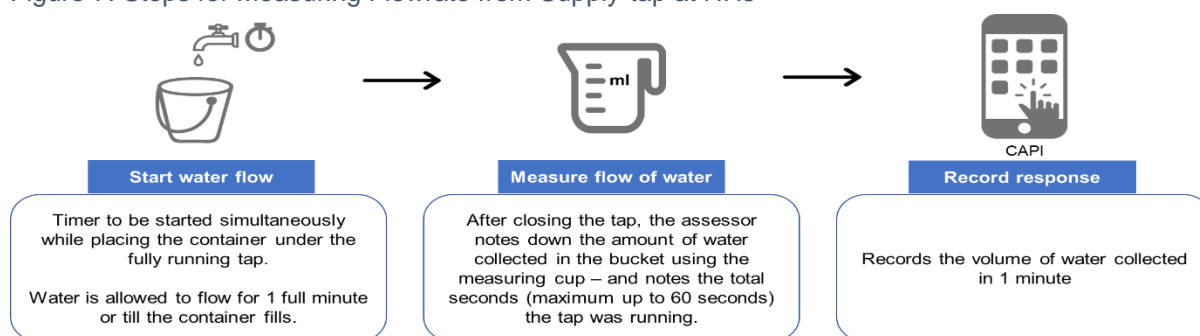 ml
CAPI
Start water flow
Measure flow of water
Record response
Timer to be started simultaneously
while placing the container under the
fully running tap.
Water is allowed to flow for 1 full minute
or till the container fills.
After closing the tap, the assessor
notes down the amount of water
collected in the bucket using the
measuring cup – and notes the total
seconds (maximum up to 60 seconds)
the tap was running.
Records the volume of water collected
in 1 minute